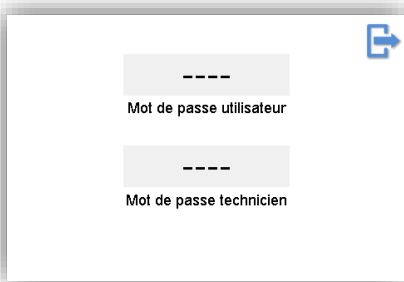 ----
Mot de passe utilisateur
----
Mot de passe technicien